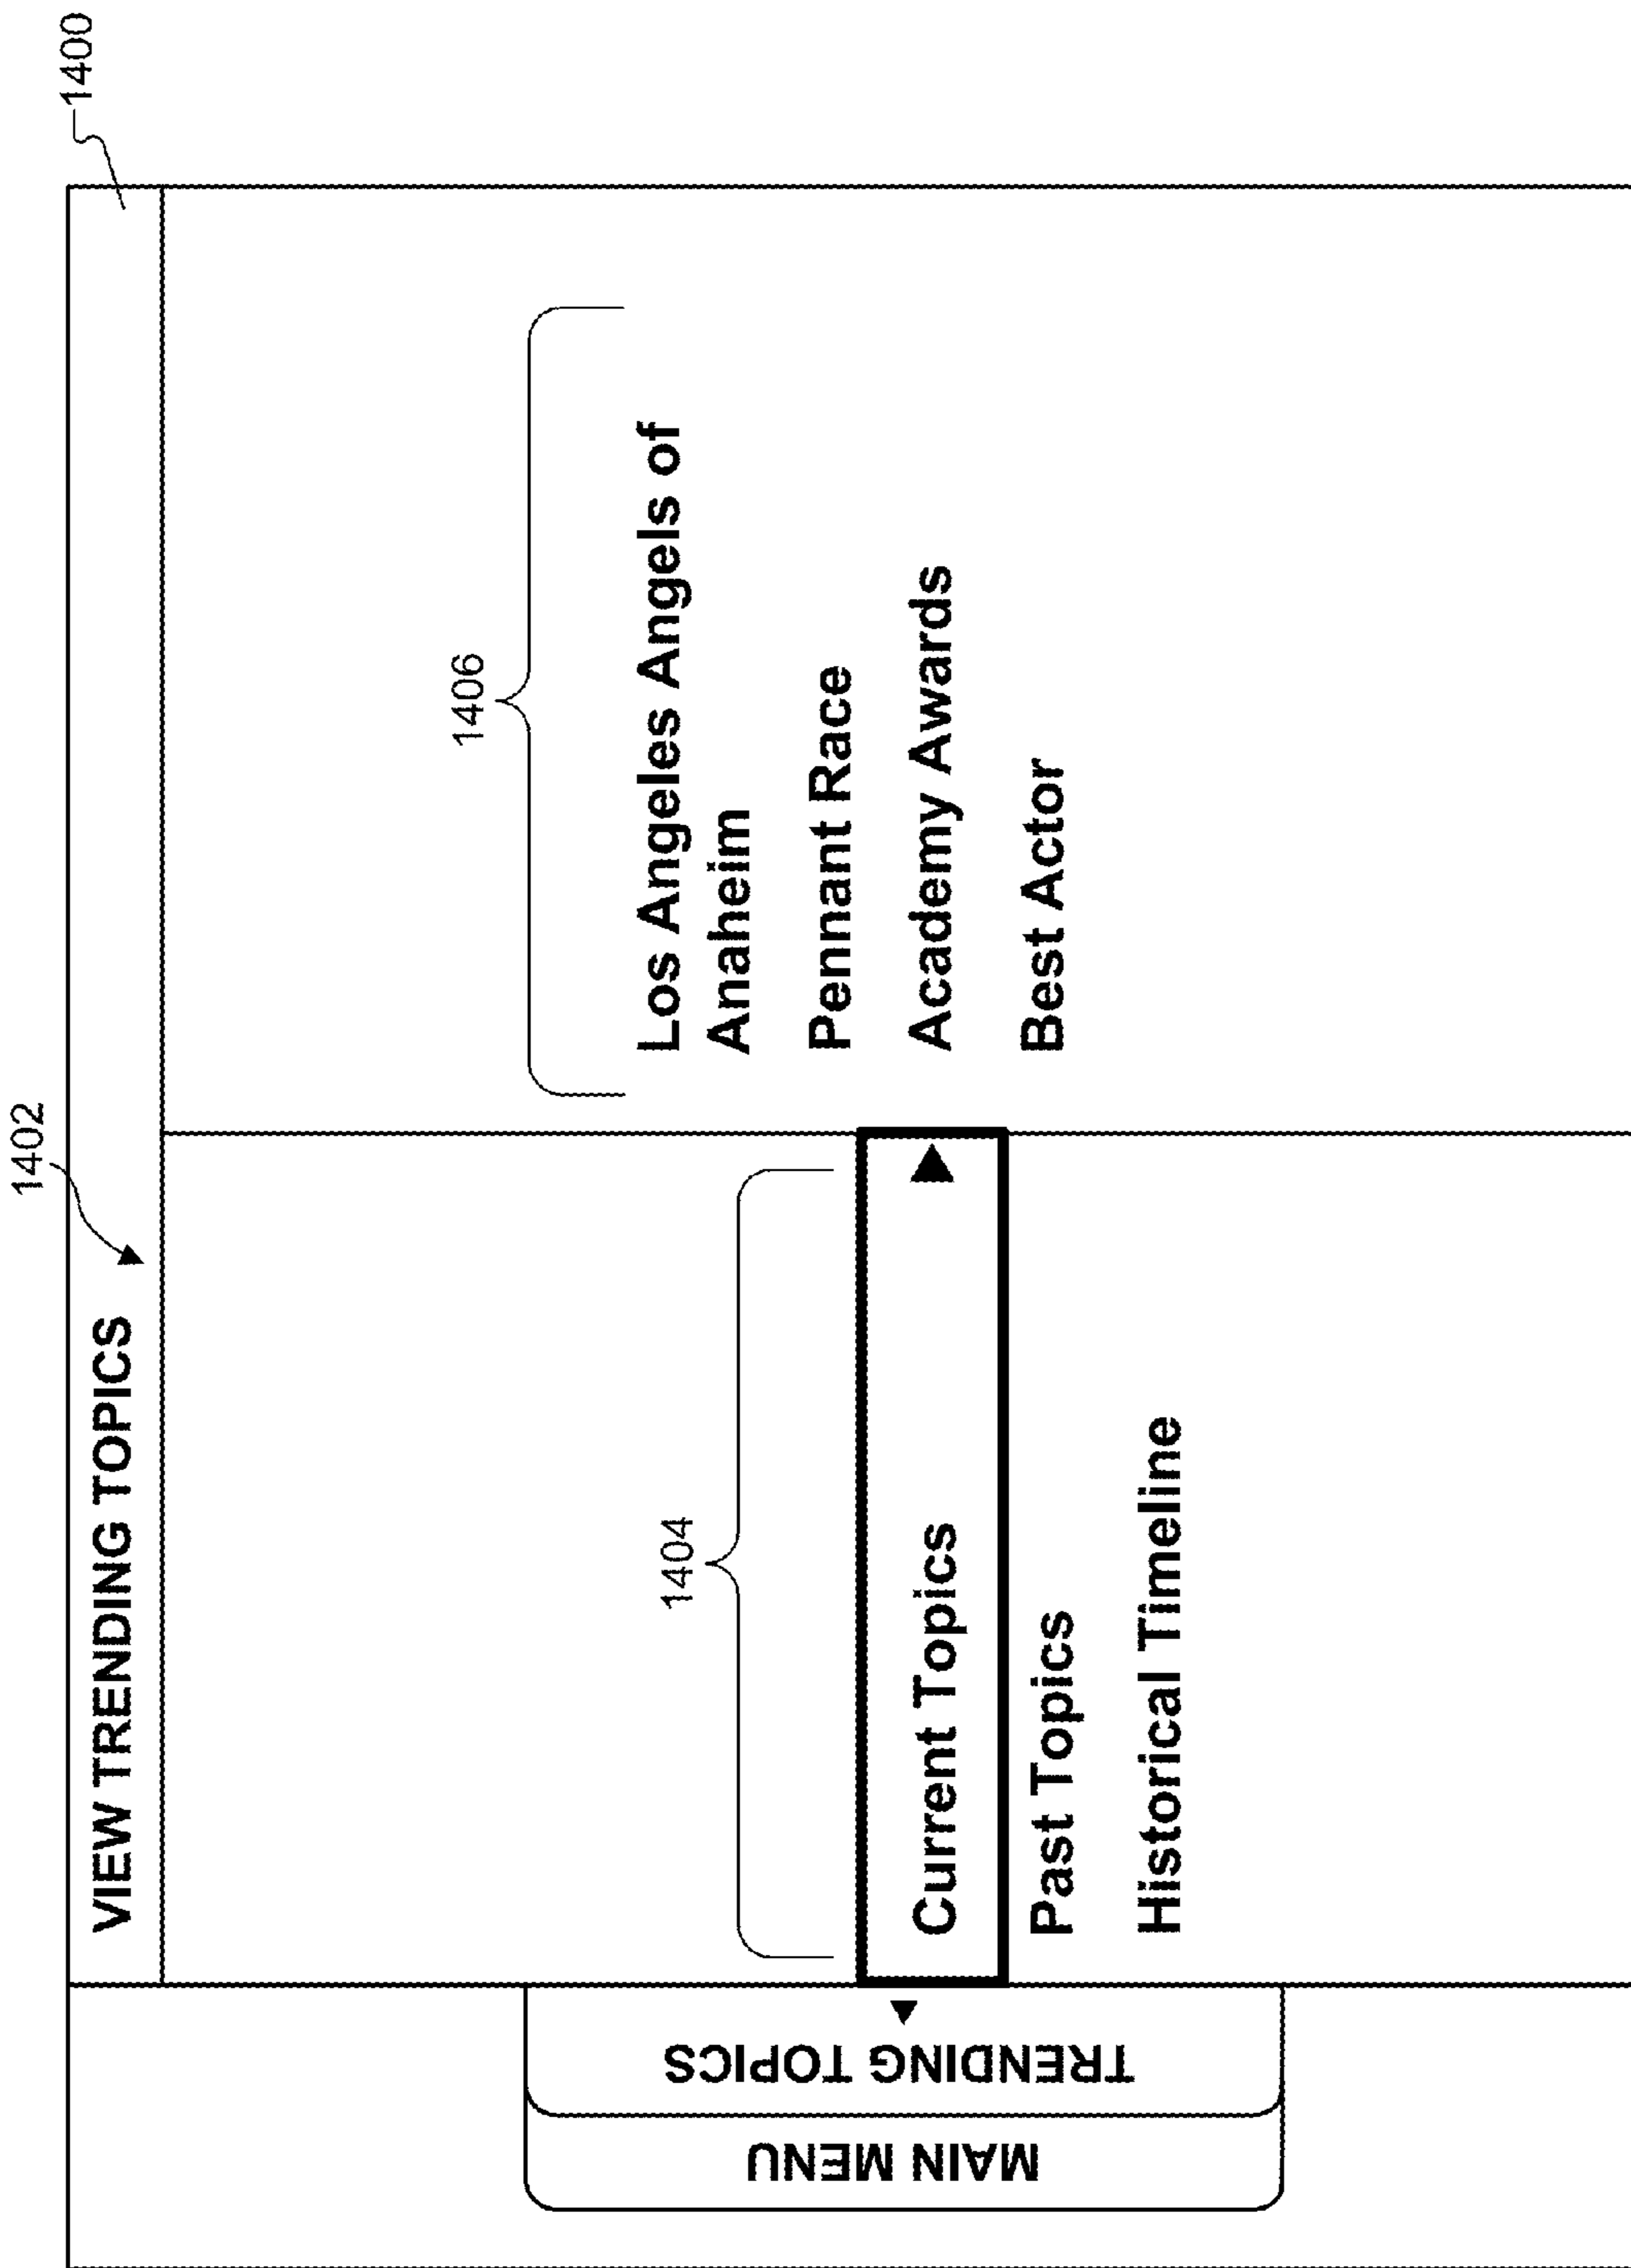 1402
1400
VIEW TRENDING TOPICS
MAIN MENU
TRENDING TOPICS
1404
Current Topics
Past Topics
Historical Timeline
1406
Los Angeles Angels of
Anaheim
Pennant Race
Academy Awards
Best Actor